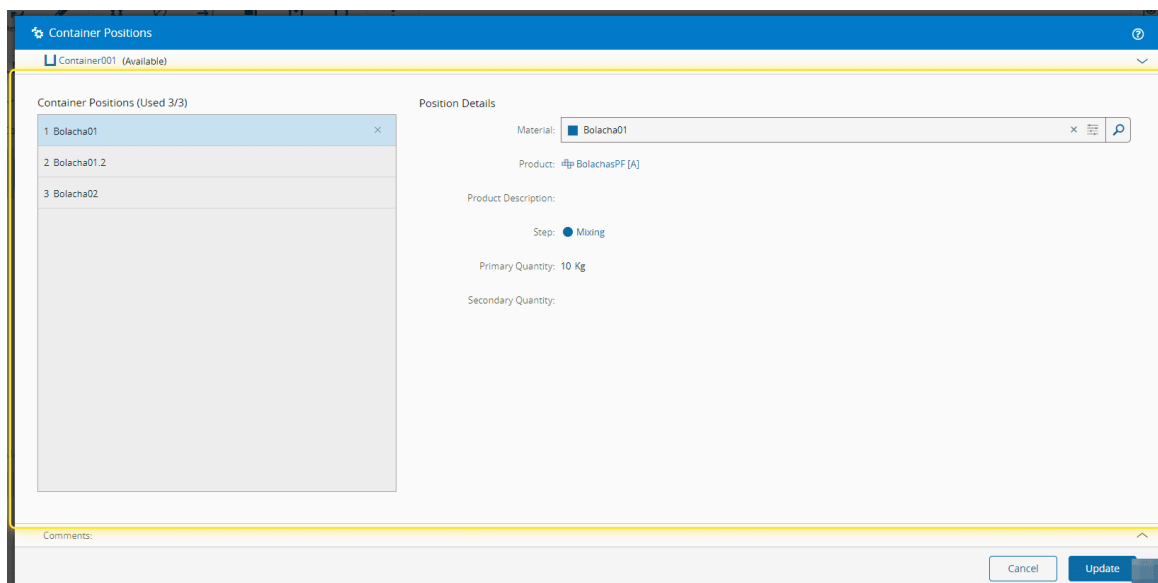 Container Positions
Container001 (Available)
Container Positions (Used 3/3)
1 Bolacha01
2 Bolacha01.2
3 Bolacha02
Position Details
Material: Bolacha01
Product: BolachasPF [A]
Product Description:
Step: Mixing
Primary Quantity: 10 Kg
Secondary Quantity:
Comments:
Cancel Update